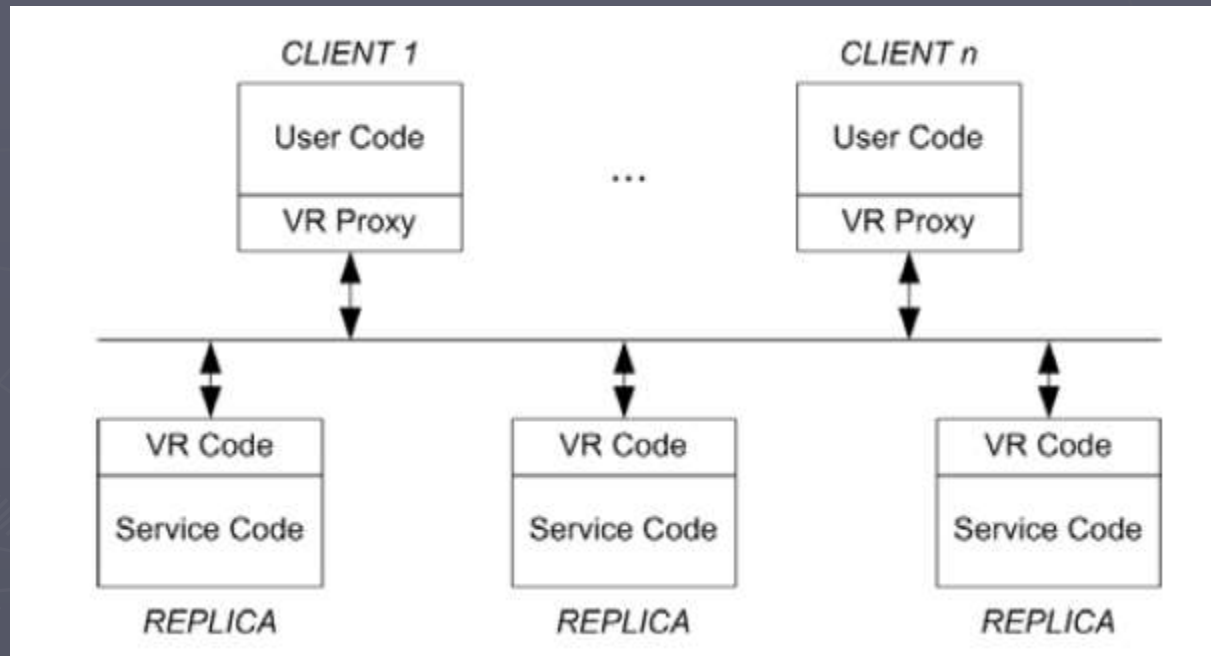 CLIENT 1
CLIENT n
User Code
User Code
...
VR Proxy
VR Proxy
VR Code
VR Code
VR Code
Service Code
Service Code
Service Code
REPLICA
REPLICA
REPLICA